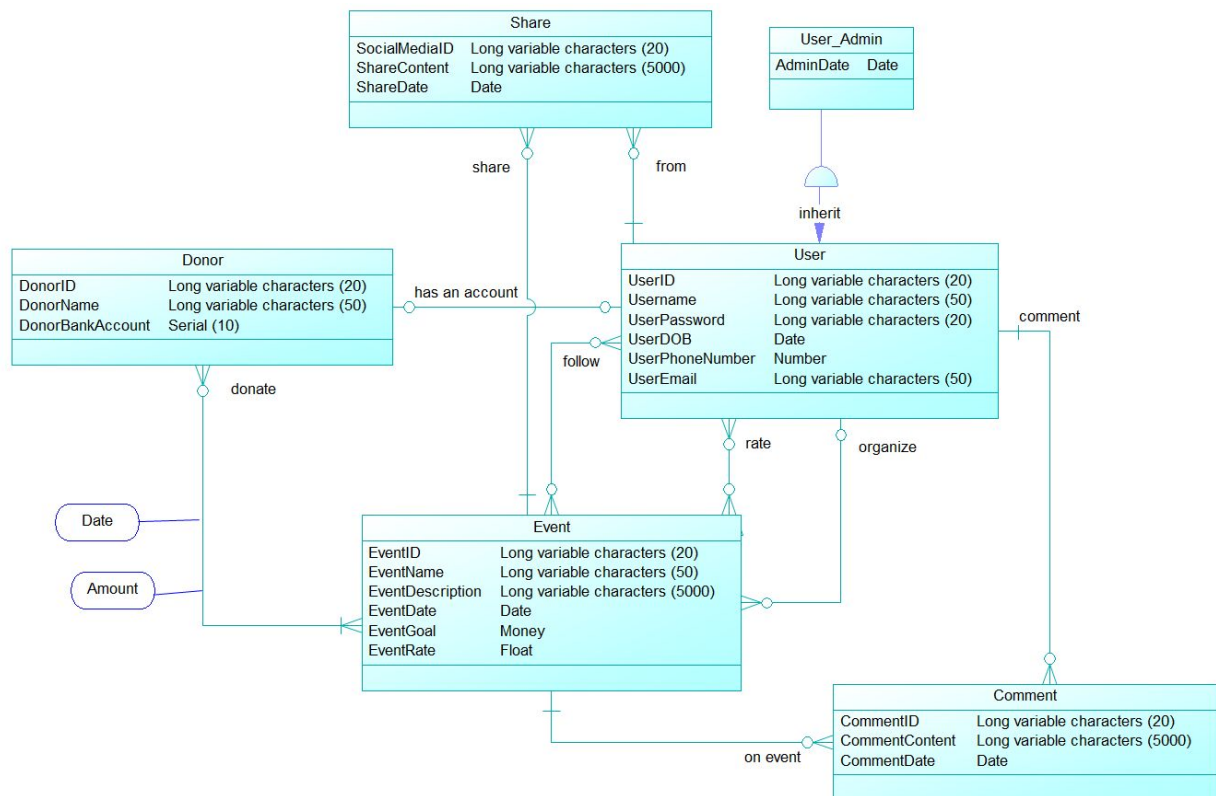 Share
SocialMediaID Long variable characters (20)
ShareContent Long variable characters (5000)
ShareDate Date
User_Admin
AdminDate Date
share
from
inherit
Donor
DonorID Long variable characters (20)
DonorName Long variable characters (50)
DonorBankAccount Serial (10)
has an account
User
UserID Long variable characters (20)
Username Long variable characters (50)
UserPassword Long variable characters (20)
UserDOB Date
UserPhoneNumber Number
UserEmail Long variable characters (50)
comment
follow
donate
rate
organize
Date
Amount
Event
EventID Long variable characters (20)
EventName Long variable characters (50)
EventDescription Long variable characters (5000)
EventDate Date
EventGoal Money
EventRate Float
on event
Comment
CommentID Long variable characters (20)
CommentContent Long variable characters (5000)
CommentDate Date